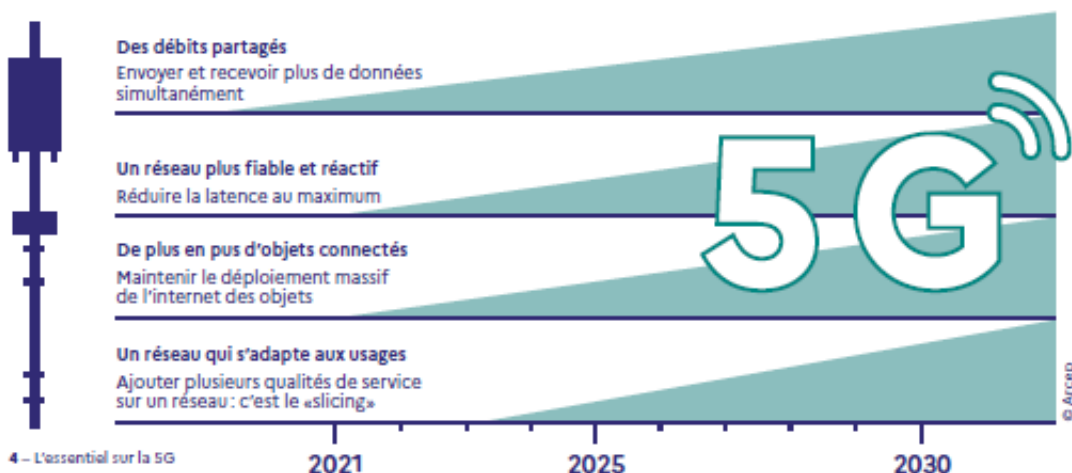 Des débits partagés
Envoyer et recevoir plus de données
simultanément
Un réseau plus fiable et réactif
Réduire la latence au maximum
5G
De plus en pus d'objets connectés
Maintenir le déploiement massif
de l'internet des objets
Un réseau qui s'adapte aux usages
Ajouter plusieurs qualités de service
sur un réseau : c'est le «slicing»
© Arcep
4 – L'essentiel sur la 5G
2021 2025 2030